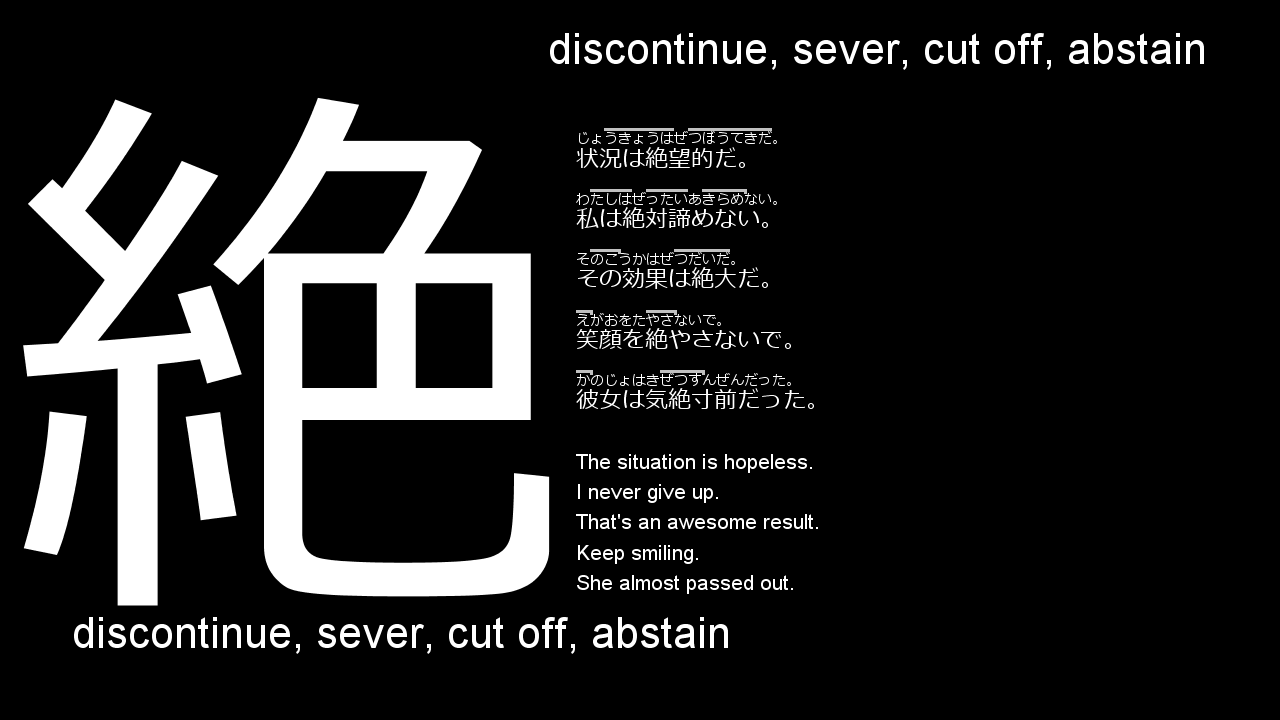 discontinue, sever, cut off, abstain
絶
じょうきょうはぜつぼうてきだ。
状況は絶望的だ。
わたしはぜったいあきらめない。
私は絶対諦めない。
そのこうかはぜつだいだ。
その効果は絶大だ。
えがおをたやさないで。
笑顔を絶やさないで。
かのじょはきぜつすんぜんだった。
彼女は気絶寸前だった。
The situation is hopeless.
I never give up.
That's an awesome result.
Keep smiling.
She almost passed out.
discontinue, sever, cut off, abstain